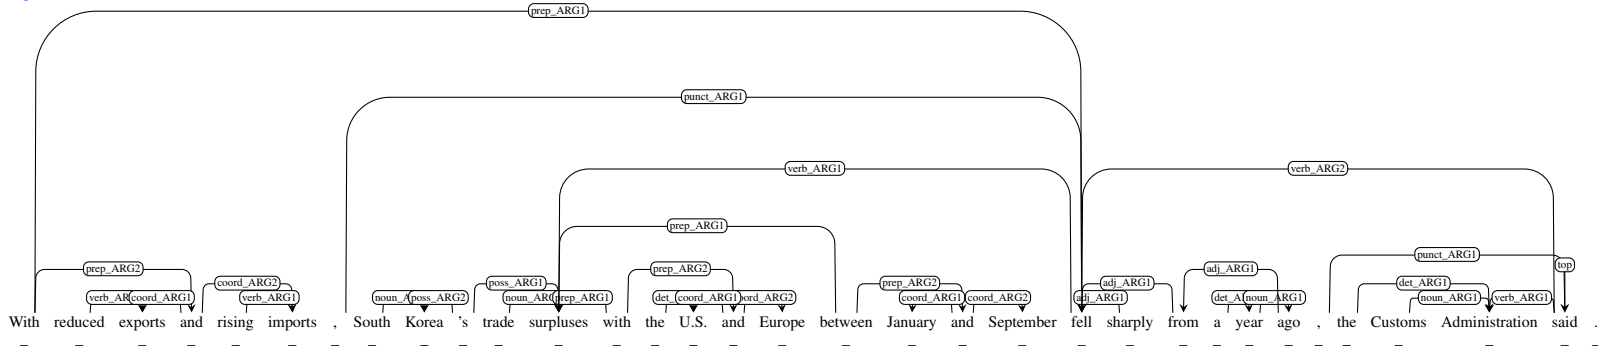 prep_ARG1
punct_ARG1
verb_ARG1 verb_ARG2
prep_ARG1
punct_ARG1
prep_ARG2 prep_ARG2 adj_ARG1 top
coord_ARG2 poss_ARG1 prep_ARG2 adj_ARG1 det_ARG1
coord_ARG1 verb_ARG1 poss_ARG2 prep_ARG1 coord_ARG1 coord_ARG1 coord_ARG2 adj_ARG1 noun_ARG1 noun_ARG1 verb_ARG1
With reduced exports and rising imports , South Korea 's trade surpluses with the U.S. and Europe between January and September fell sharply from a year ago , the Customs Administration said .
_ _ _ _ _ _ _ _ _ _ _ _ _ _ _ _ _ _ _ _ _ _ _ _ _ _ _ _ _ _ _ _ _